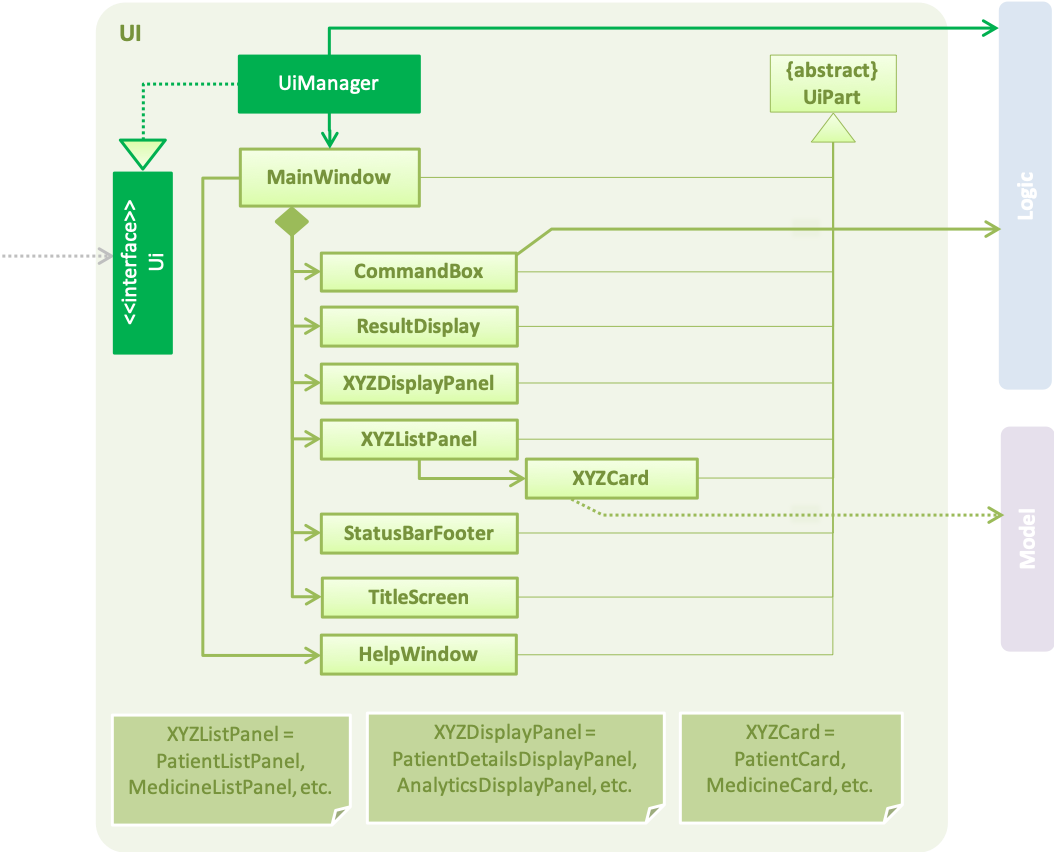 UI
UiManager
{abstract}
UiPart
MainWindow
Logic
<<interface>>
Ui
CommandBox
ResultDisplay
XYZDisplayPanel
XYZListPanel
XYZCard
StatusBarFooter
Model
TitleScreen
HelpWindow
XYZListPanel =
PatientListPanel,
MedicineListPanel, etc.
XYZDisplayPanel =
PatientDetailsDisplayPanel,
AnalyticsDisplayPanel, etc.
XYZCard =
PatientCard,
MedicineCard, etc.